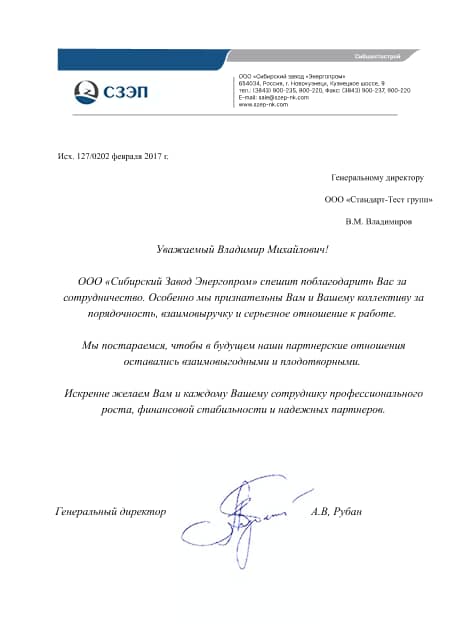 Сибшахтострой
СЗЭП
ООО «Сибирский завод «Энергопром»
654034, Россия, г. Новокузнецк, Кузнецкое шоссе, 9
тел.: (3843) 900-235, 900-220, Факс: (3843) 900-237, 900-220
E-mail: sale@szep-nk.com
www.szep-nk.com
Исх. 127/0202 февраля 2017 г.
Генеральному директору
ООО «Стандарт-Тест групп»
В.М. Владимиров
Уважаемый Владимир Михайлович!
ООО «Сибирский Завод Энергопром» спешит поблагодарить Вас за
сотрудничество. Особенно мы признательны Вам и Вашему коллективу за
порядочность, взаимовыручку и серьезное отношение к работе.
Мы постараемся, чтобы в будущем наши партнерские отношения
оставались взаимовыгодными и плодотворными.
Искренне желаем Вам и каждому Вашему сотруднику профессионального
роста, финансовой стабильности и надежных партнеров.
Генеральный директор
А.В, Рубан